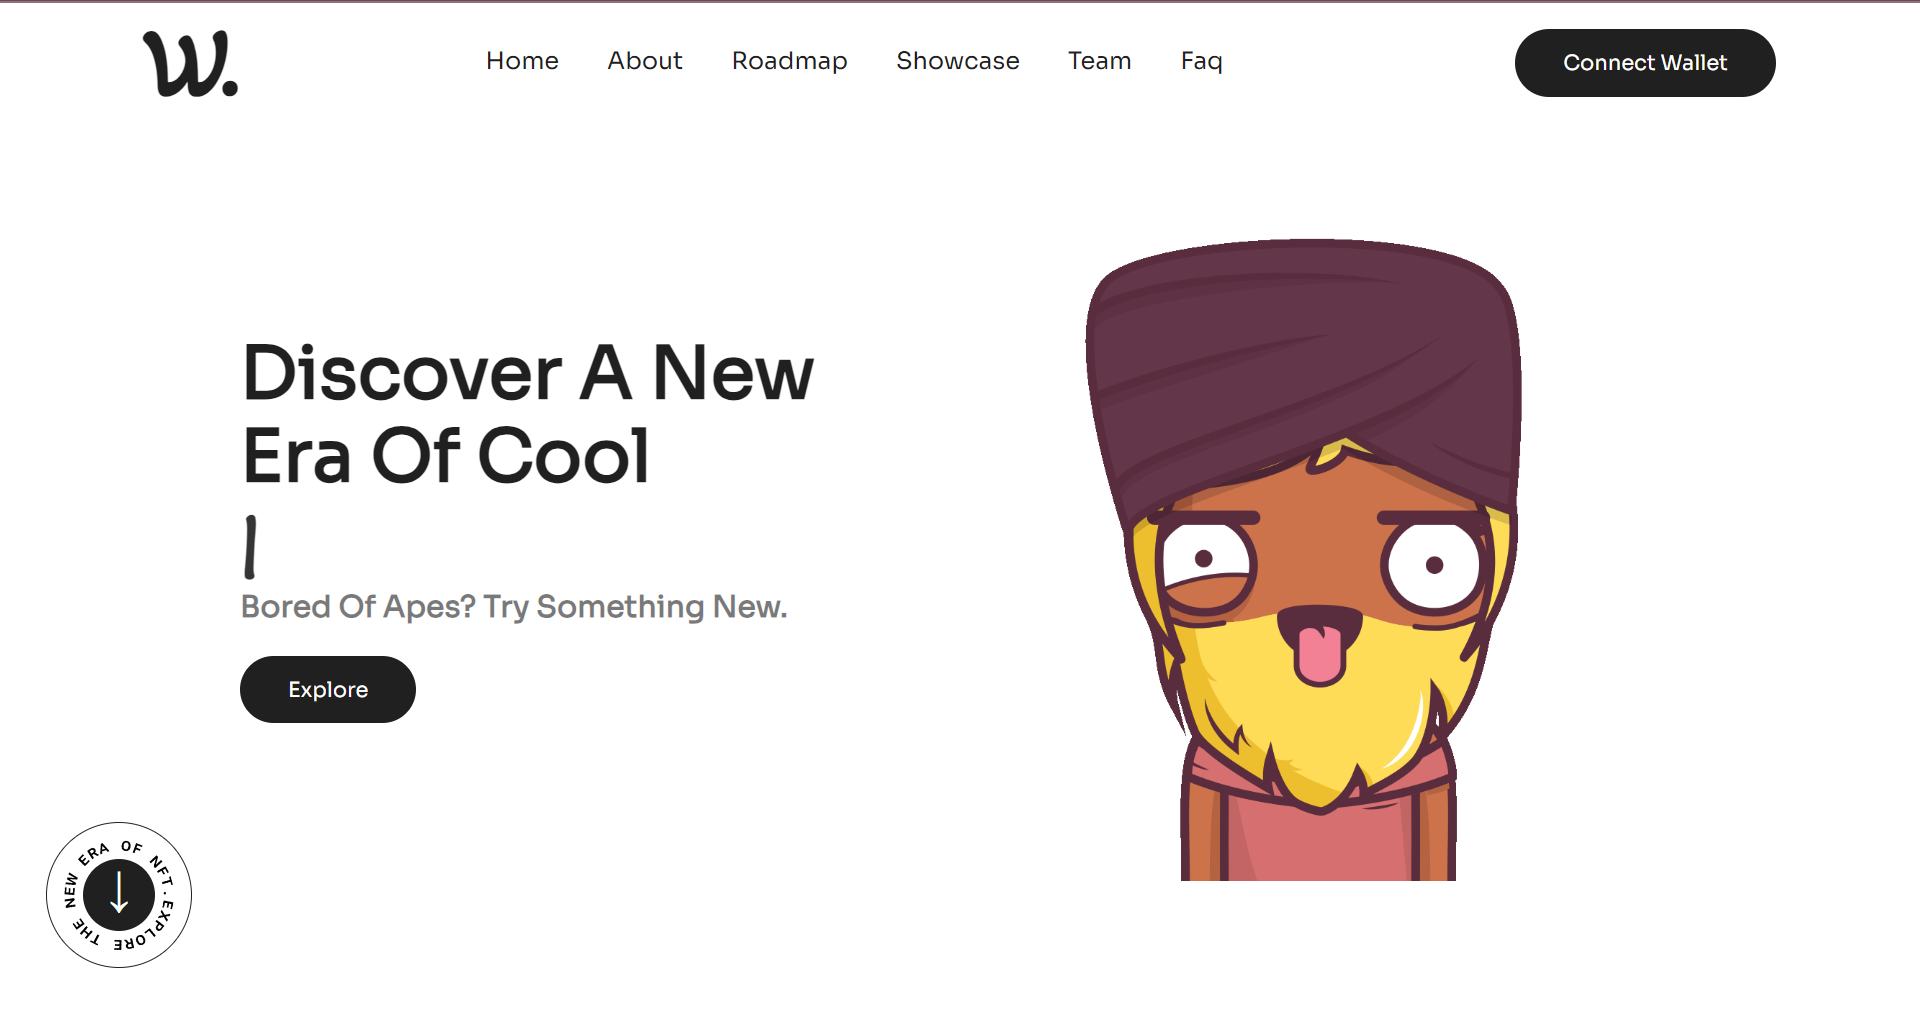 W.
Home About Roadmap Showcase Team Faq
Connect Wallet
Discover A New
Era Of Cool
|
Bored Of Apes? Try Something New.
Explore
EXPLORE THE NEW ERA OF NFT.